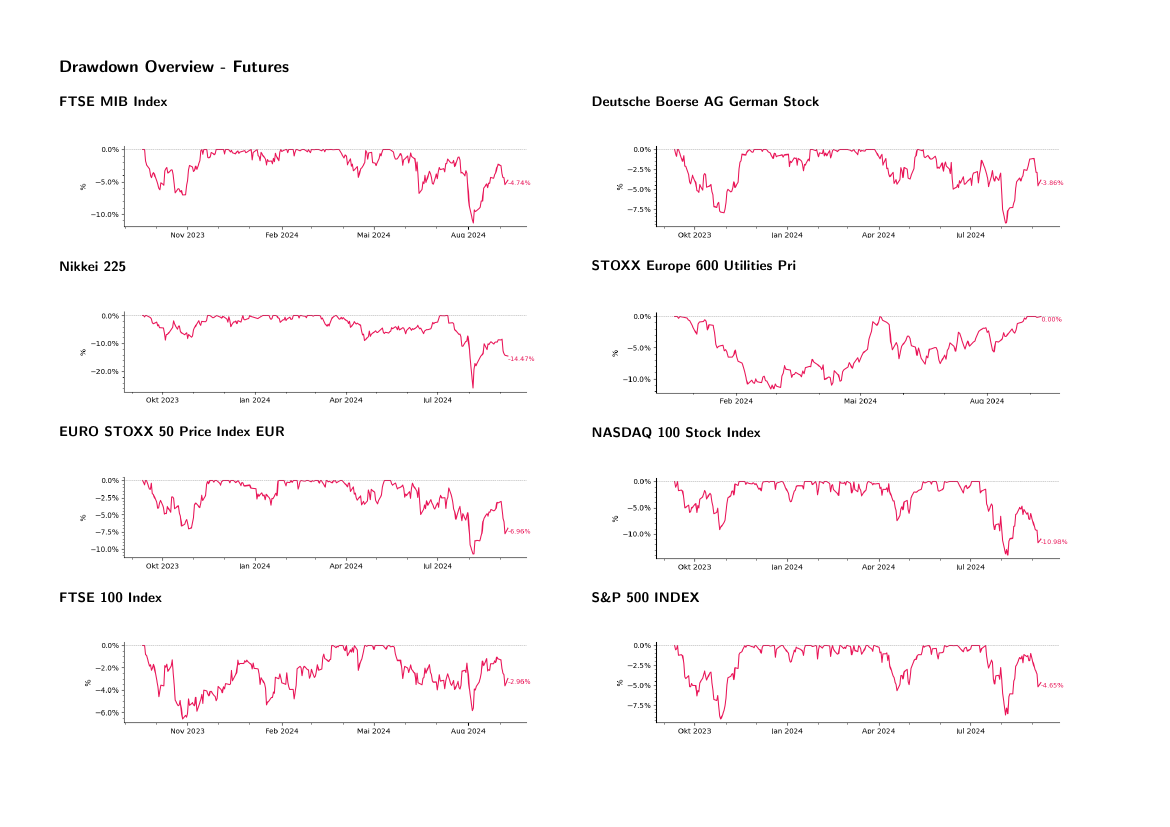 Drawdown Overview - Futures
FTSE MIB Index
0.0%
−5.0%
−10.0%
%
-4.74%
Nov 2023 Feb 2024 Mai 2024 Aug 2024
Deutsche Boerse AG German Stock
0.0%
−2.5%
−5.0%
−7.5%
%
-3.86%
Okt 2023 Jan 2024 Apr 2024 Jul 2024
Nikkei 225
0.0%
−10.0%
−20.0%
%
-14.47%
Okt 2023 Jan 2024 Apr 2024 Jul 2024
STOXX Europe 600 Utilities Pri
0.0%
−5.0%
−10.0%
%
0.00%
Feb 2024 Mai 2024 Aug 2024
EURO STOXX 50 Price Index EUR
0.0%
−2.5%
−5.0%
−7.5%
−10.0%
%
-6.96%
Okt 2023 Jan 2024 Apr 2024 Jul 2024
NASDAQ 100 Stock Index
0.0%
−5.0%
−10.0%
%
-10.98%
Okt 2023 Jan 2024 Apr 2024 Jul 2024
FTSE 100 Index
0.0%
−2.0%
−4.0%
−6.0%
%
-2.96%
Nov 2023 Feb 2024 Mai 2024 Aug 2024
S&P 500 INDEX
0.0%
−2.5%
−5.0%
−7.5%
%
-4.65%
Okt 2023 Jan 2024 Apr 2024 Jul 2024